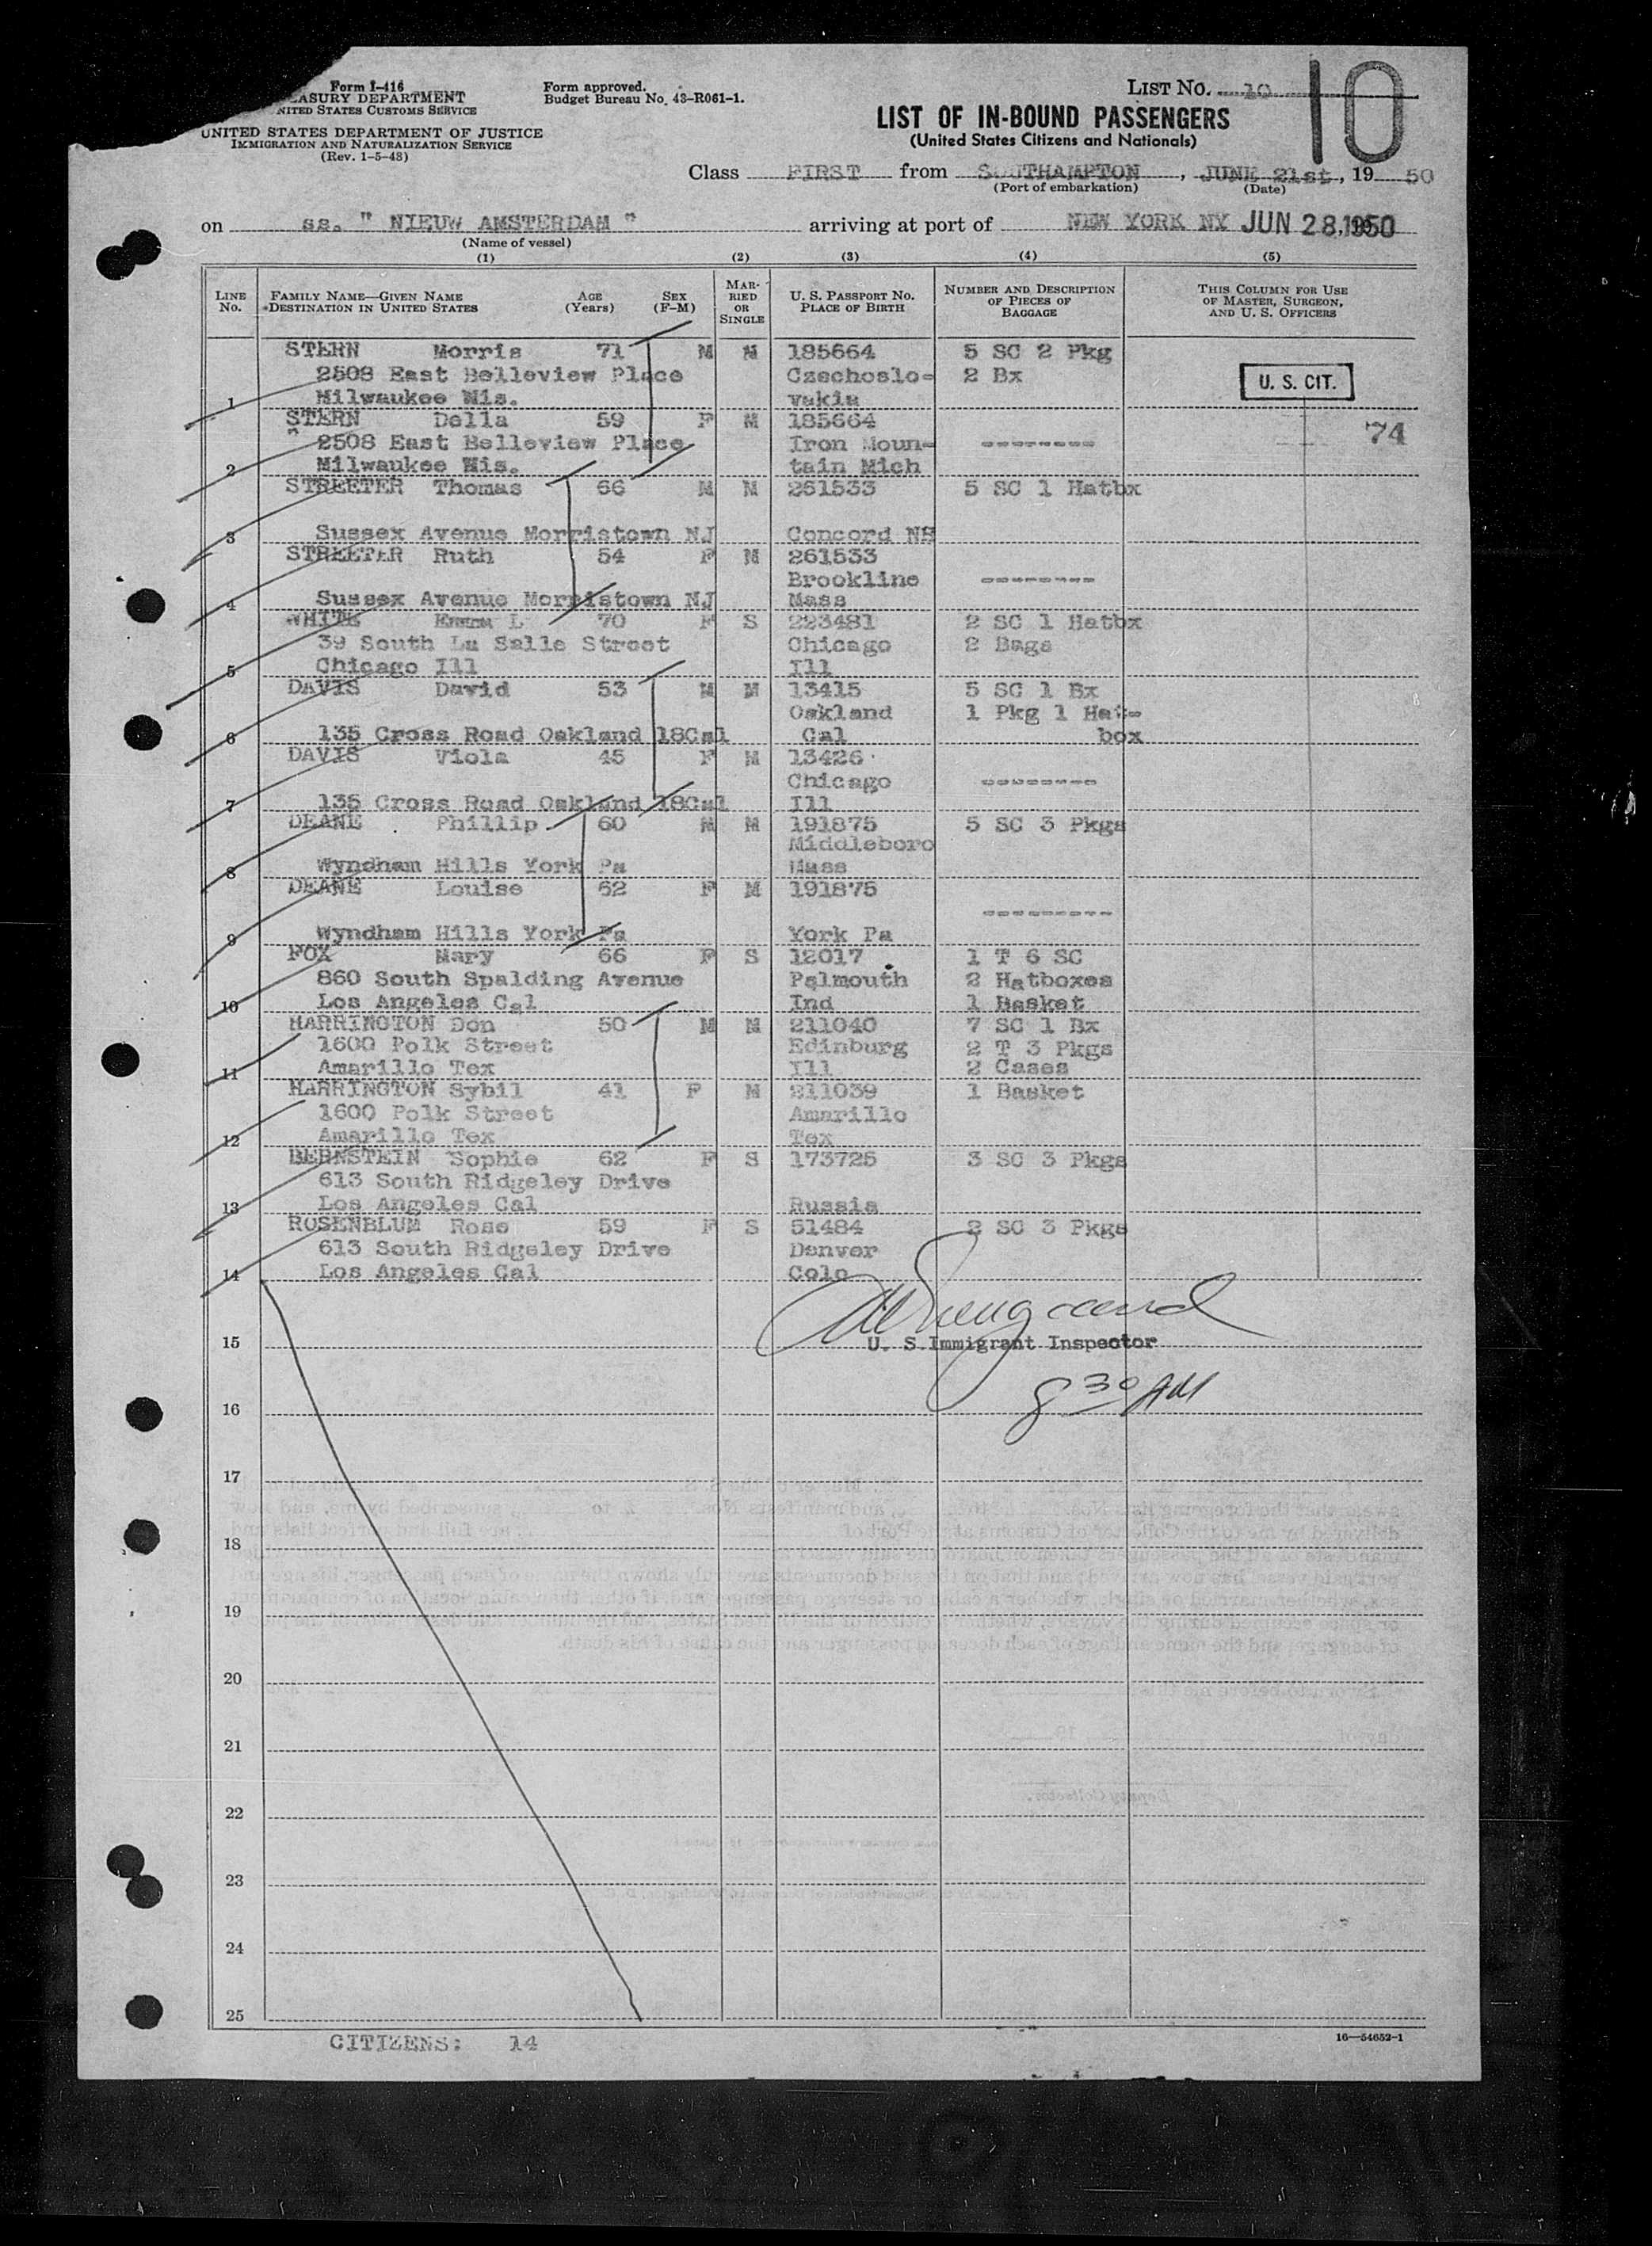 Form I-416
TREASURY DEPARTMENT
UNITED STATES CUSTOMS SERVICE
UNITED STATES DEPARTMENT OF JUSTICE
IMMIGRATION AND NATURALIZATION SERVICE
(Rev. 1-5-48)
Form approved.
Budget Bureau No. 43-R061-1.
LIST NO. 10
10
LIST OF IN-BOUND PASSENGERS
(United States Citizens and Nationals)
Class FIRST from SOUTHAMPTON, JUNE 21st, 1950
(Port of embarkation) (Date)
on ss. " NIEUW AMSTERDAM " arriving at port of NEW YORK NY JUN 28 1950
(Name of vessel)
(1) (2) (3) (4) (5)
LINE No. FAMILY NAME—GIVEN NAME DESTINATION IN UNITED STATES AGE (Years) SEX (F-M) MARRIED OR SINGLE U. S. PASSPORT NO. PLACE OF BIRTH NUMBER AND DESCRIPTION OF PIECES OF BAGGAGE THIS COLUMN FOR USE OF MASTER, SURGEON, AND U. S. OFFICERS
STERN Morris 71 M M 185664 5 SC 2 Pkg
2508 East Belleview Place Czechoslo- 2 Bx U. S. CIT.
1 Milwaukee Wis. vakia
STERN Della 59 F M 185664 74
2508 East Belleview Place Iron Moun- --------
2 Milwaukee Wis. tain Mich
STREETER Thomas 66 M M 261533 5 SC 1 Hatbx
3 Sussex Avenue Morristown NJ Concord NH
STREETER Ruth 54 F M 261533
Brookline --------
4 Sussex Avenue Morristown NJ Mass
WHITE Emma L 70 F S 223481 2 SC 1 Hatbx
39 South La Salle Street Chicago 2 Bags
5 Chicago Ill Ill
DAVIS David 53 M M 13415 5 SC 1 Bx
Oakland 1 Pkg 1 Hat-
6 135 Cross Road Oakland 18Cal Cal box
DAVIS Viola 45 F M 13426
Chicago --------
7 135 Cross Road Oakland 18Cal Ill
DEANE Phillip 60 M M 191875 5 SC 3 Pkgs
Middleboro
8 Wyndham Hills York Pa Mass
DEANE Louise 62 F M 191875
---------
9 Wyndham Hills York Pa York Pa
FOX Mary 66 F S 12017 1 T 6 SC
860 South Spalding Avenue Palmouth 2 Hatboxes
10 Los Angeles Cal Ind 1 Basket
HARRINGTON Don 50 M M 211040 7 SC 1 Bx
1600 Polk Street Edinburg 2 T 3 Pkgs
11 Amarillo Tex Ill 2 Cases
HARRINGTON Sybil 41 F M 211039 1 Basket
1600 Polk Street Amarillo
12 Amarillo Tex Tex
BERNSTEIN Sophie 62 F S 173725 3 SC 3 Pkgs
613 South Ridgeley Drive
13 Los Angeles Cal Russia
ROSENBLUM Rose 59 F S 51484 2 SC 3 Pkgs
613 South Ridgeley Drive Denver
14 Los Angeles Cal Colo
15 U. S. Immigrant Inspector
8 30 AM
16
17
18
19
20
21
22
23
24
25
CITIZENS: 14
16—54652-1